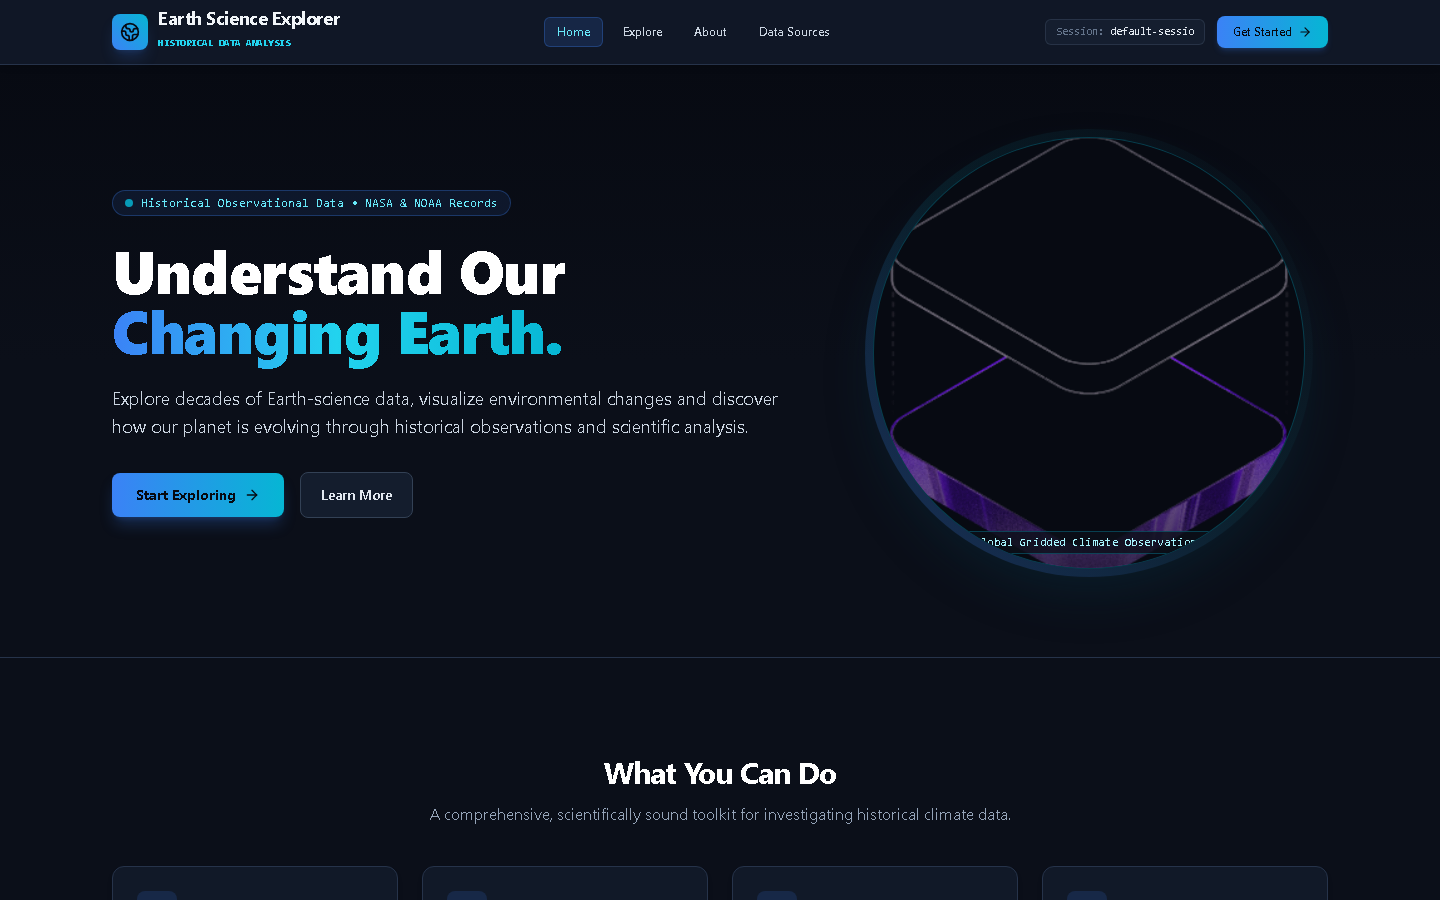 Earth Science Explorer
HISTORICAL DATA ANALYSIS
Home
Explore
About
Data Sources
Session: default-sessio
Get Started
Historical Observational Data • NASA & NOAA Records
Understand Our
Changing Earth.
Explore decades of Earth-science data, visualize environmental changes and discover
how our planet is evolving through historical observations and scientific analysis.
Start Exploring
Learn More
Gridded Climate
What You Can Do
A comprehensive, scientifically sound toolkit for investigating historical climate data.